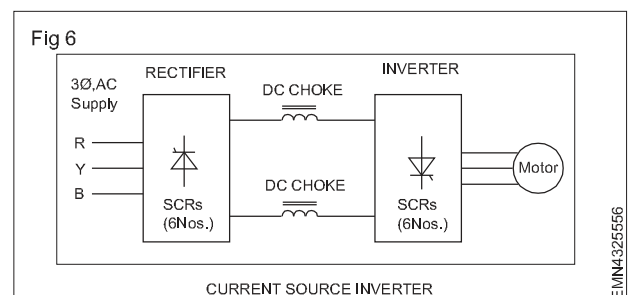 Fig 6
RECTIFIER
INVERTER
3Ø,AC
Supply
DC CHOKE
R
Y
B
SCRs
(6Nos.)
DC CHOKE
SCRs
(6Nos.)
Motor
CURRENT SOURCE INVERTER
EMN4325556